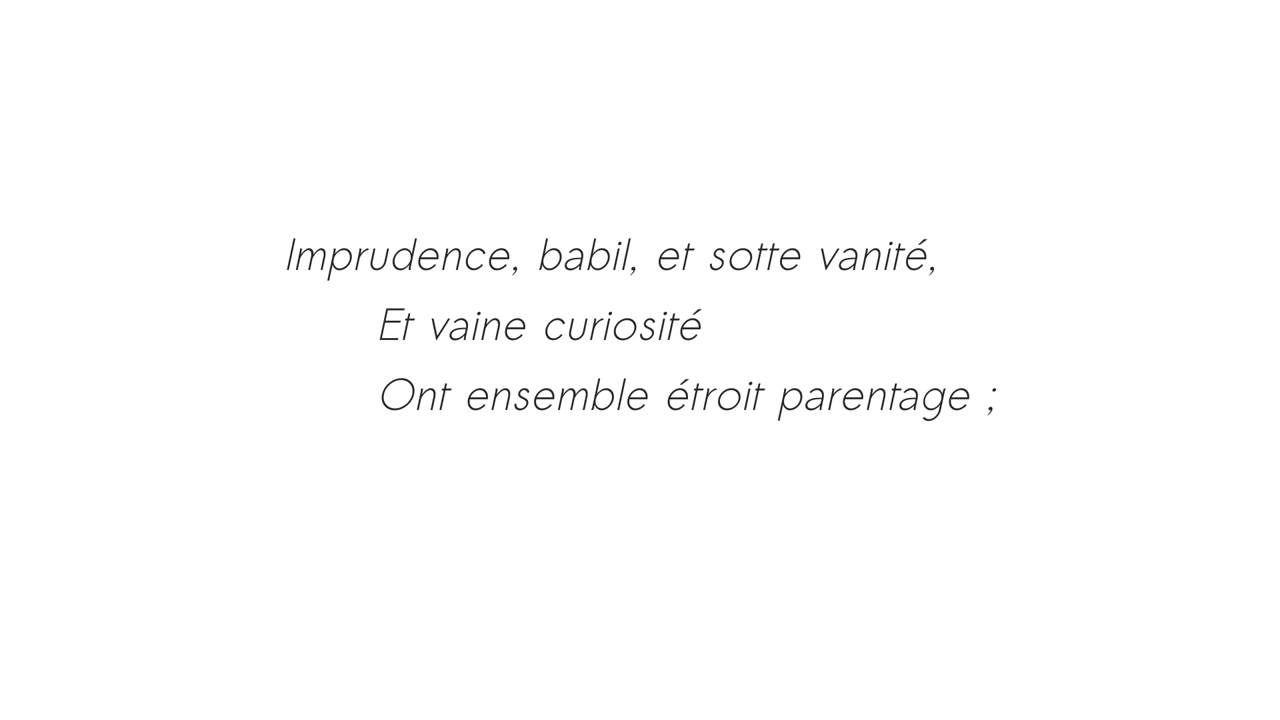 Imprudence, babil, et sotte vanité,
Et vaine curiosité
Ont ensemble étroit parentage ;